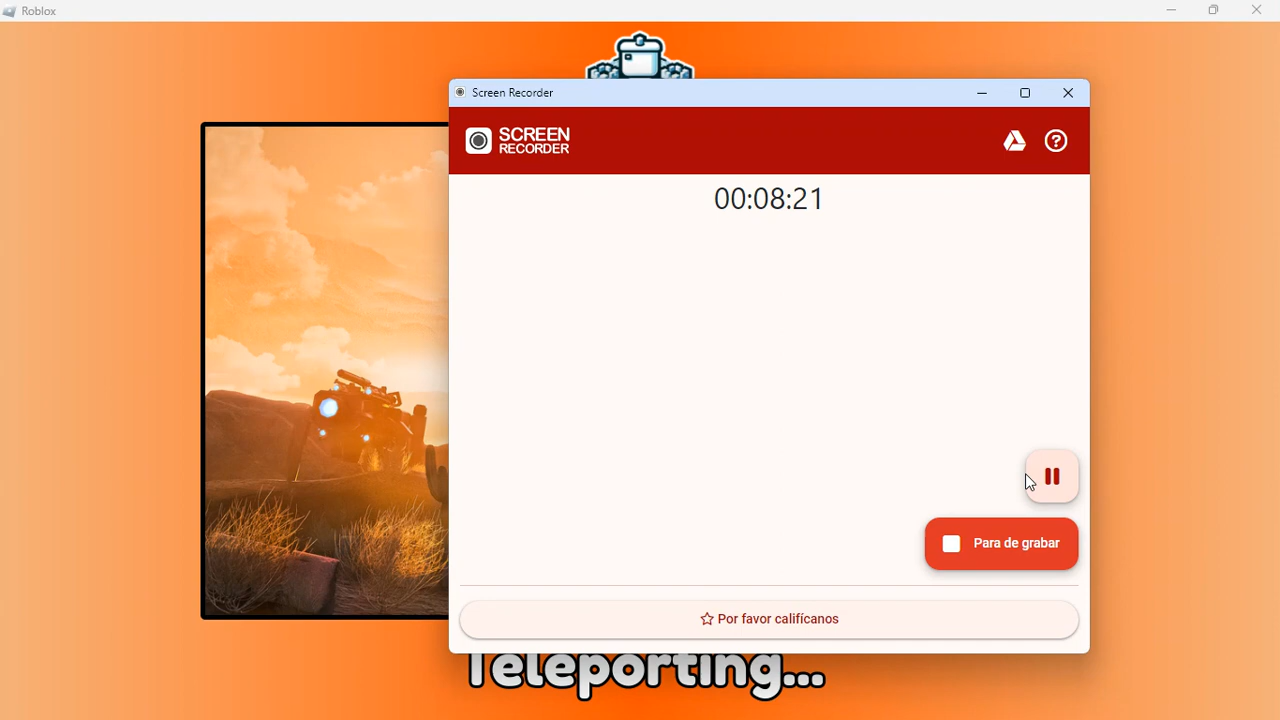 Roblox
Screen Recorder
SCREEN
RECORDER
00:08:21
Para de grabar
Por favor califícanos
Teleporting...